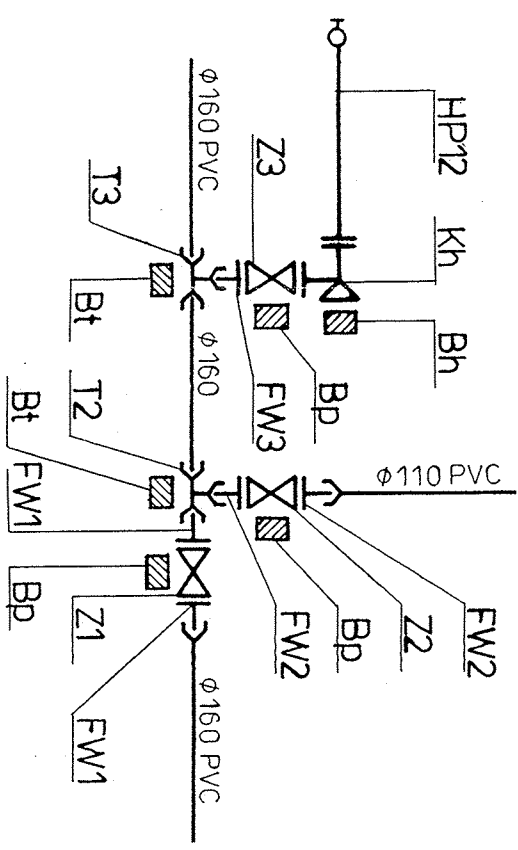 HP12
Kh
Bh
φ160 PVC
Z3
T3
Bt
φ160
Bp
FW3
T2
Bt
FW1
Bp
Z1
FW1
φ110 PVC
FW2
Bp
Z2
FW2
φ160 PVC